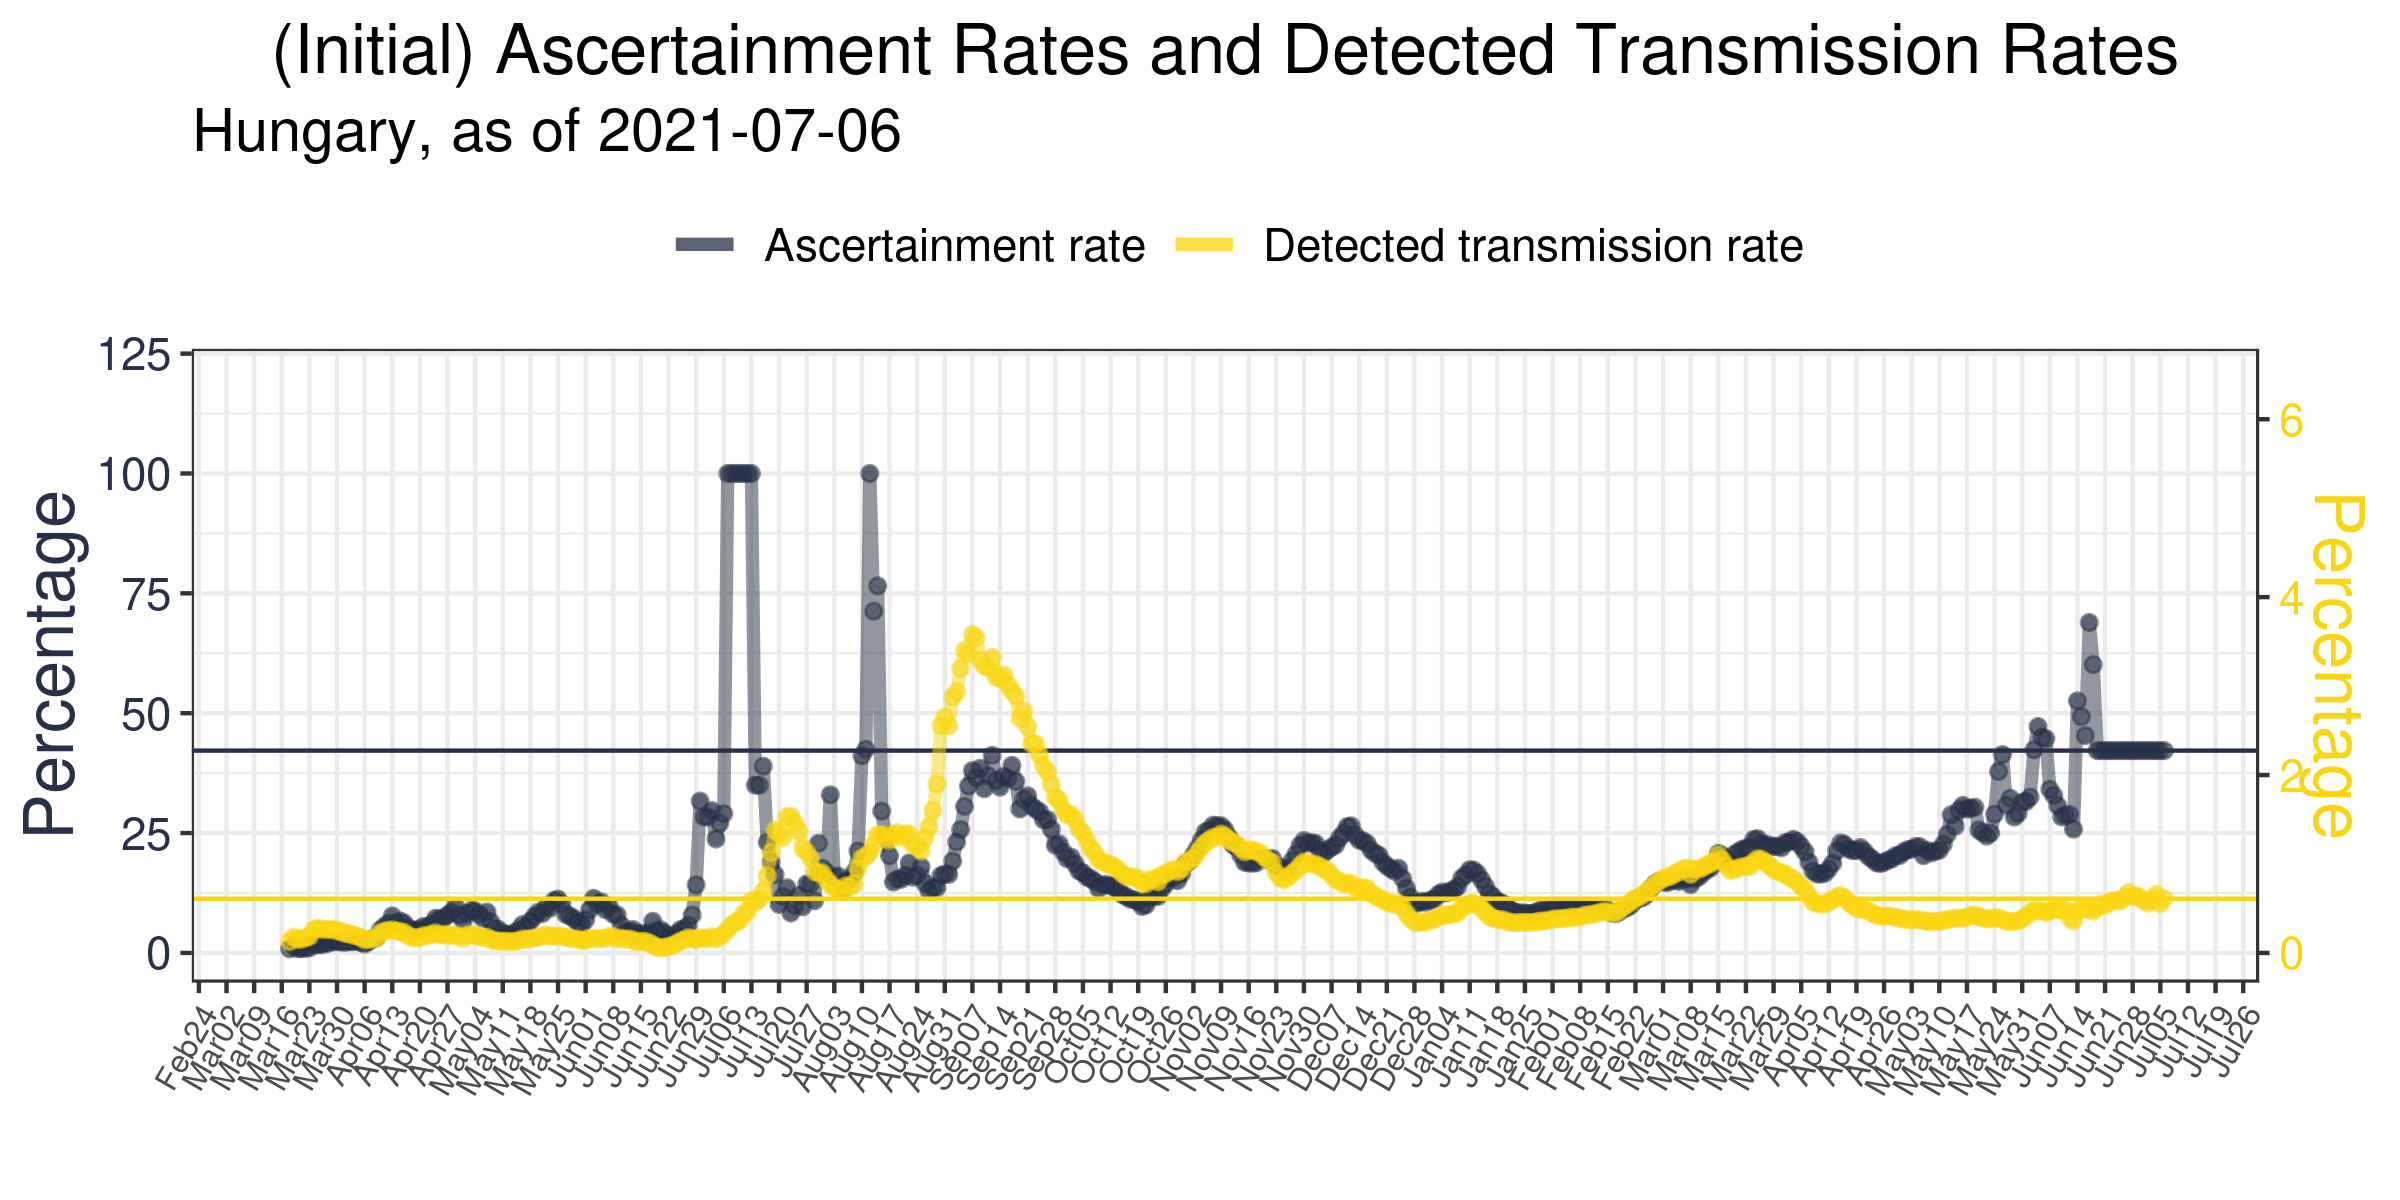 (Initial) Ascertainment Rates and Detected Transmission Rates
Hungary, as of 2021-07-06
Ascertainment rate
Detected transmission rate
125
100
75
50
25
0
Percentage
6
4
2
0
Percentage
Feb24
Mar02
Mar09
Mar16
Mar23
Mar30
Apr06
Apr13
Apr20
Apr27
May04
May11
May18
May25
Jun01
Jun08
Jun15
Jun22
Jun29
Jul06
Jul13
Jul20
Jul27
Aug03
Aug10
Aug17
Aug24
Aug31
Sep07
Sep14
Sep21
Sep28
Oct05
Oct12
Oct19
Oct26
Nov02
Nov09
Nov16
Nov23
Nov30
Dec07
Dec14
Dec21
Dec28
Jan04
Jan11
Jan18
Jan25
Feb01
Feb08
Feb15
Feb22
Mar01
Mar08
Mar15
Mar22
Mar29
Apr05
Apr12
Apr19
Apr26
May03
May10
May17
May24
May31
Jun07
Jun14
Jun21
Jun28
Jul05
Jul12
Jul19
Jul26